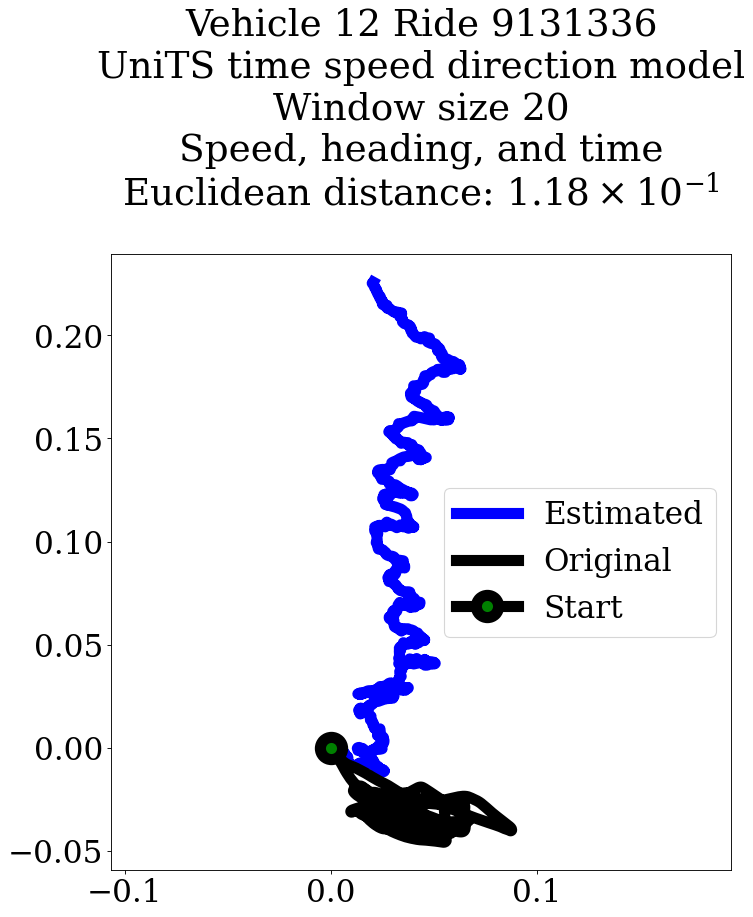 Vehicle 12 Ride 9131336
UniTS time speed direction model
Window size 20
Speed, heading, and time
Euclidean distance: 1.18 × 10⁻¹
0.20
0.15
0.10
0.05
0.00
−0.05
−0.1
0.0
0.1
Estimated
Original
Start